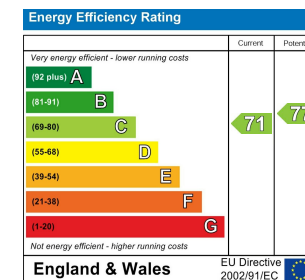 Energy Efficiency Rating
Current
Very energy efficient - lower running costs
(92 plus) A
(81-91) B
(69-80) C
71
(55-68) D
(39-54) E
(21-38) F
(1-20) G
Not energy efficient - higher running costs
England & Wales
EU Directive
2002/91/EC